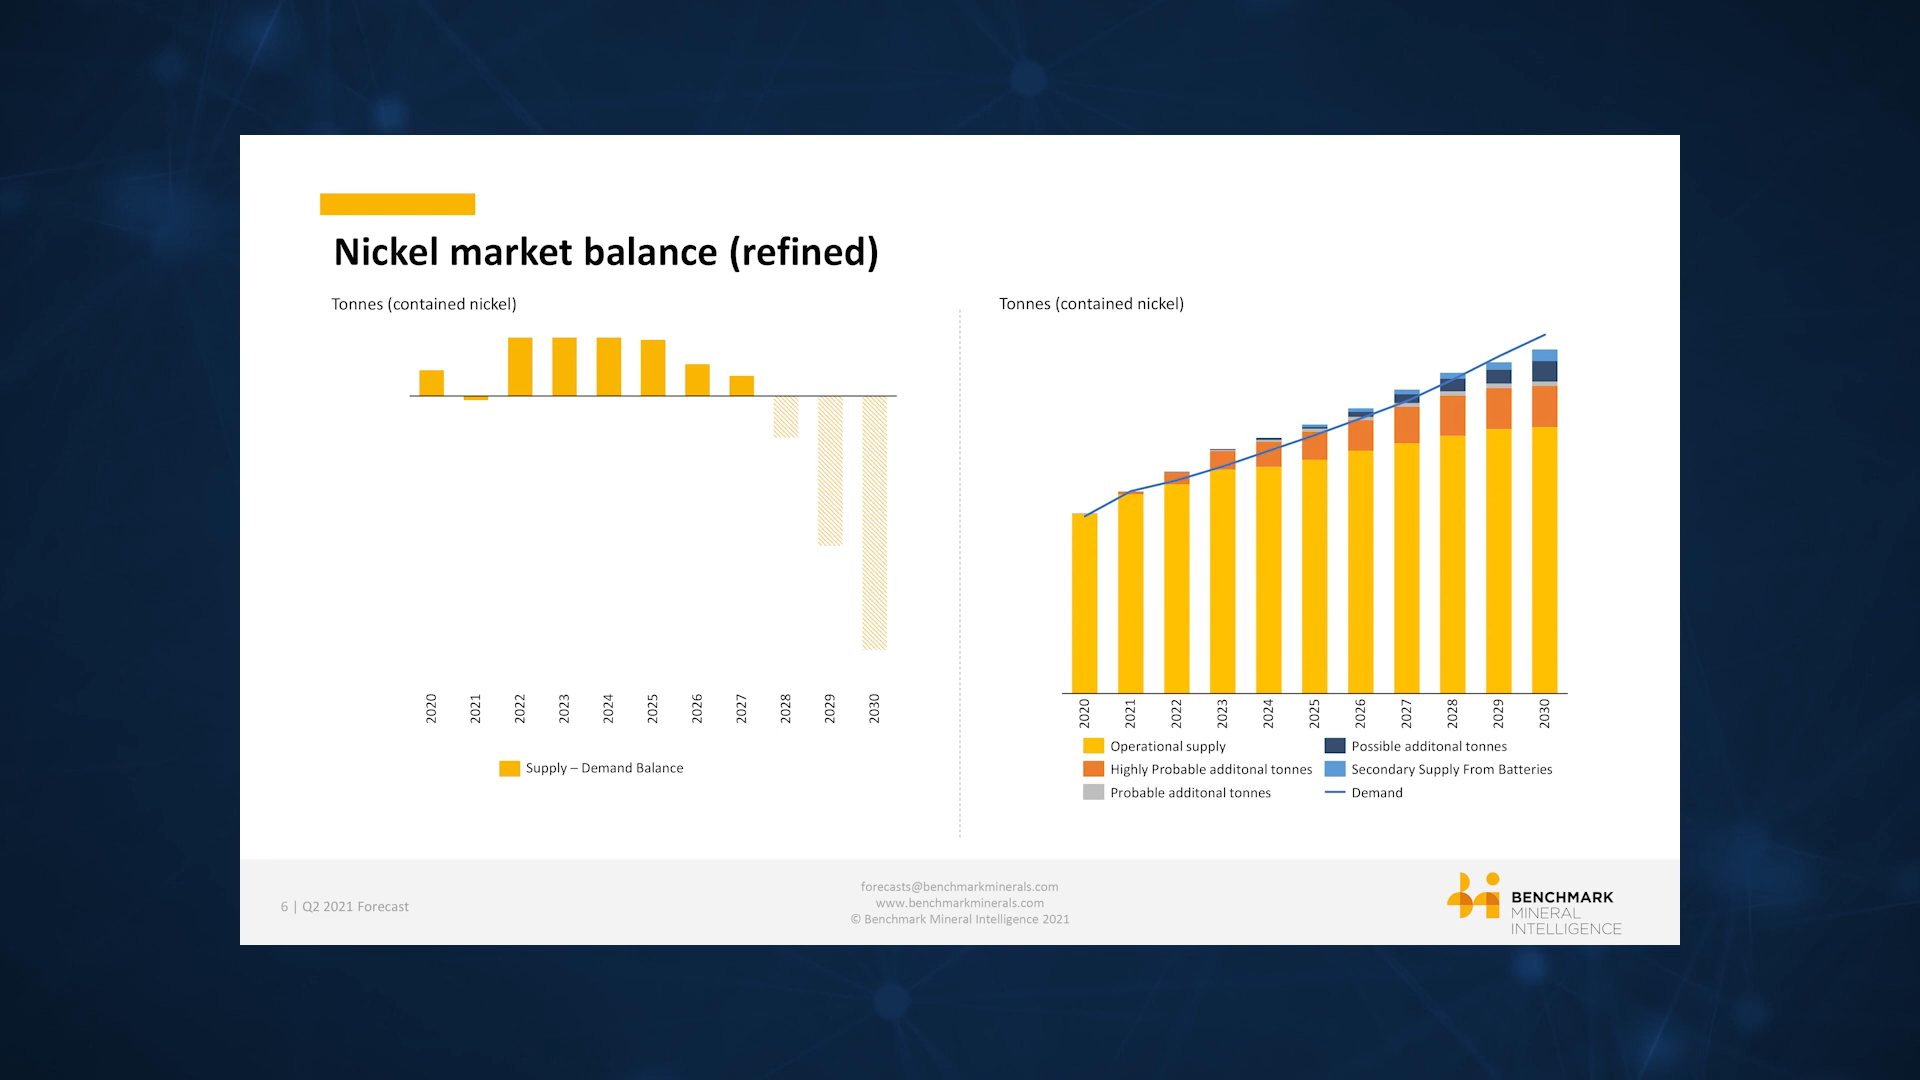 Nickel market balance (refined)
Tonnes (contained nickel)
2020
2021
2022
2023
2024
2025
2026
2027
2028
2029
2030
Supply – Demand Balance
Tonnes (contained nickel)
2020
2021
2022
2023
2024
2025
2026
2027
2028
2029
2030
Operational supply
Possible additonal tonnes
Highly Probable additonal tonnes
Secondary Supply From Batteries
Probable additonal tonnes
Demand
6 | Q2 2021 Forecast
forecasts@benchmarkminerals.com
www.benchmarkminerals.com
© Benchmark Mineral Intelligence 2021
BENCHMARK
MINERAL
INTELLIGENCE